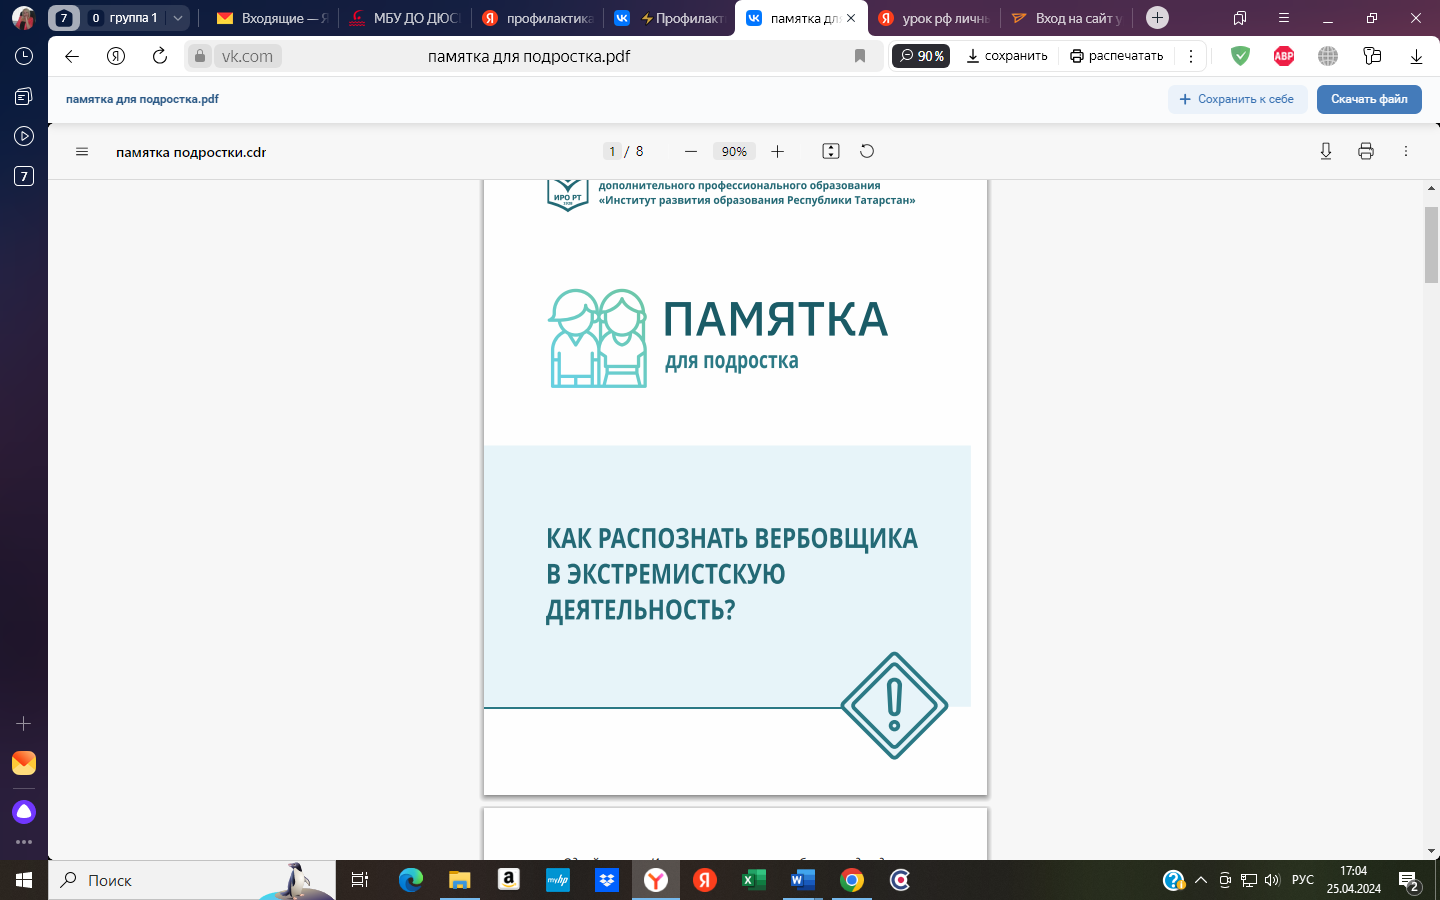 7
0 группа 1
Входящие — Я
МБУ ДО ДЮС
профилактика
⚡Профилакт
памятка дл
урок рф личн
Вход на сайт у
vk.com
памятка для подростка.pdf
90%
сохранить
распечатать
ABP
памятка для подростка.pdf
Сохранить к себе
Скачать файл
7
памятка подростки.cdr
1 / 8
90%
ИРО РТ
дополнительного профессионального образования
«Институт развития образования Республики Татарстан»
ПАМЯТКА
для подростка
КАК РАСПОЗНАТЬ ВЕРБОВЩИКА
В ЭКСТРЕМИСТСКУЮ
ДЕЯТЕЛЬНОСТЬ?
Поиск
РУС
17:04
25.04.2024
2